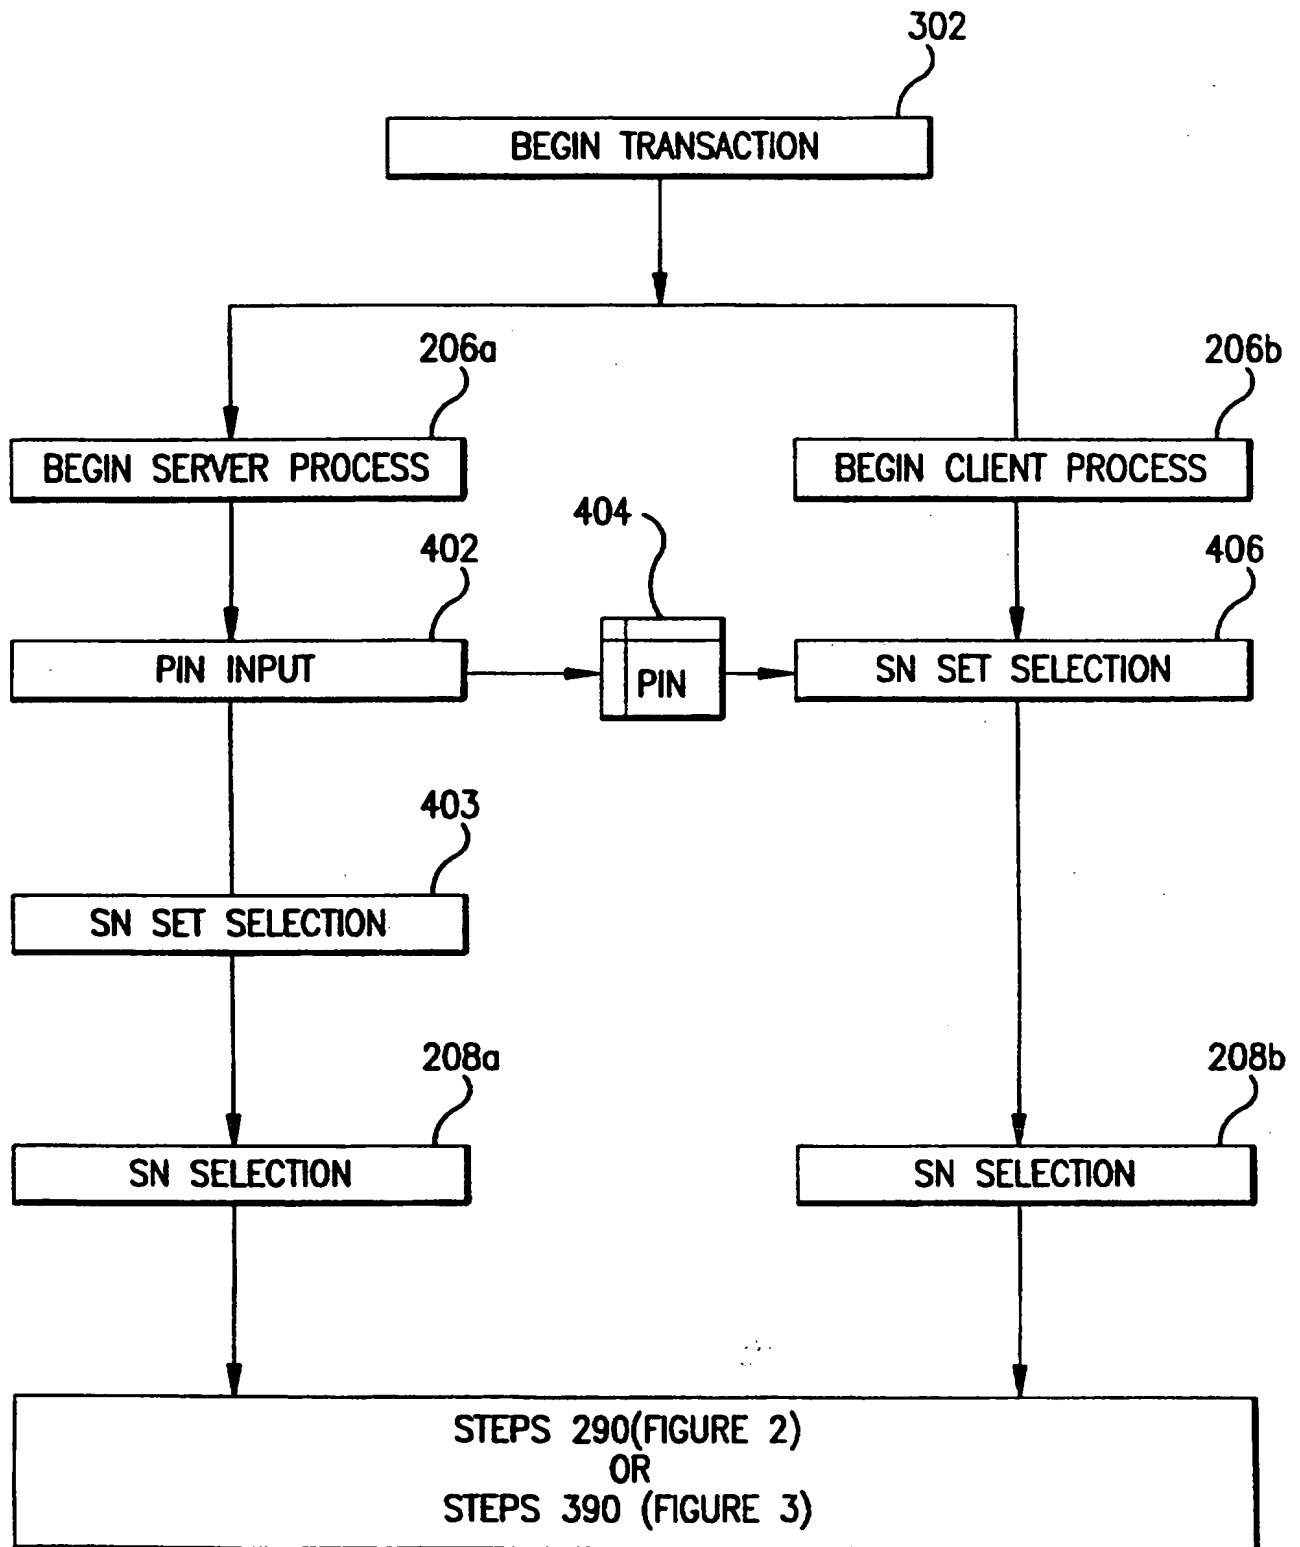 302
BEGIN TRANSACTION
206a
206b
BEGIN SERVER PROCESS
BEGIN CLIENT PROCESS
404
402
406
PIN INPUT
PIN
SN SET SELECTION
403
SN SET SELECTION
208a
208b
SN SELECTION
SN SELECTION
STEPS 290(FIGURE 2)
OR
STEPS 390 (FIGURE 3)